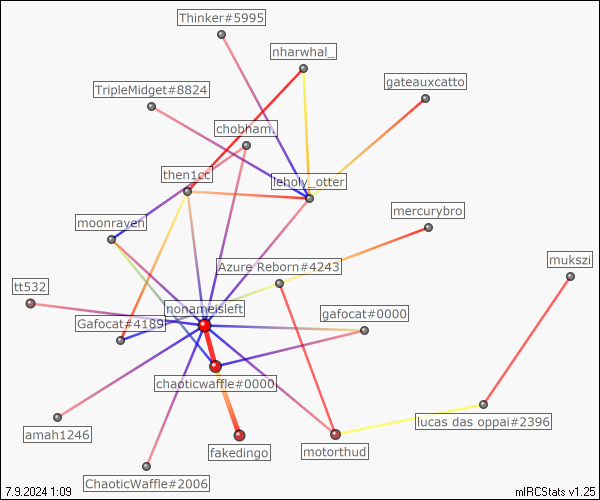 Thinker#5995
nharwhal_
gateauxcatto
TripleMidget#8824
chobham.
then1cc
leholy_otter
mercurybro
moonraven
Azure Reborn#4243
mukszi
tt532
nonameisleft
gafocat#0000
Gafocat#4189
chaoticwaffle#0000
lucas das oppai#2396
amah1246
fakedingo
motorthud
ChaoticWaffle#2006
7.9.2024 1:09
mIRCStats v1.25